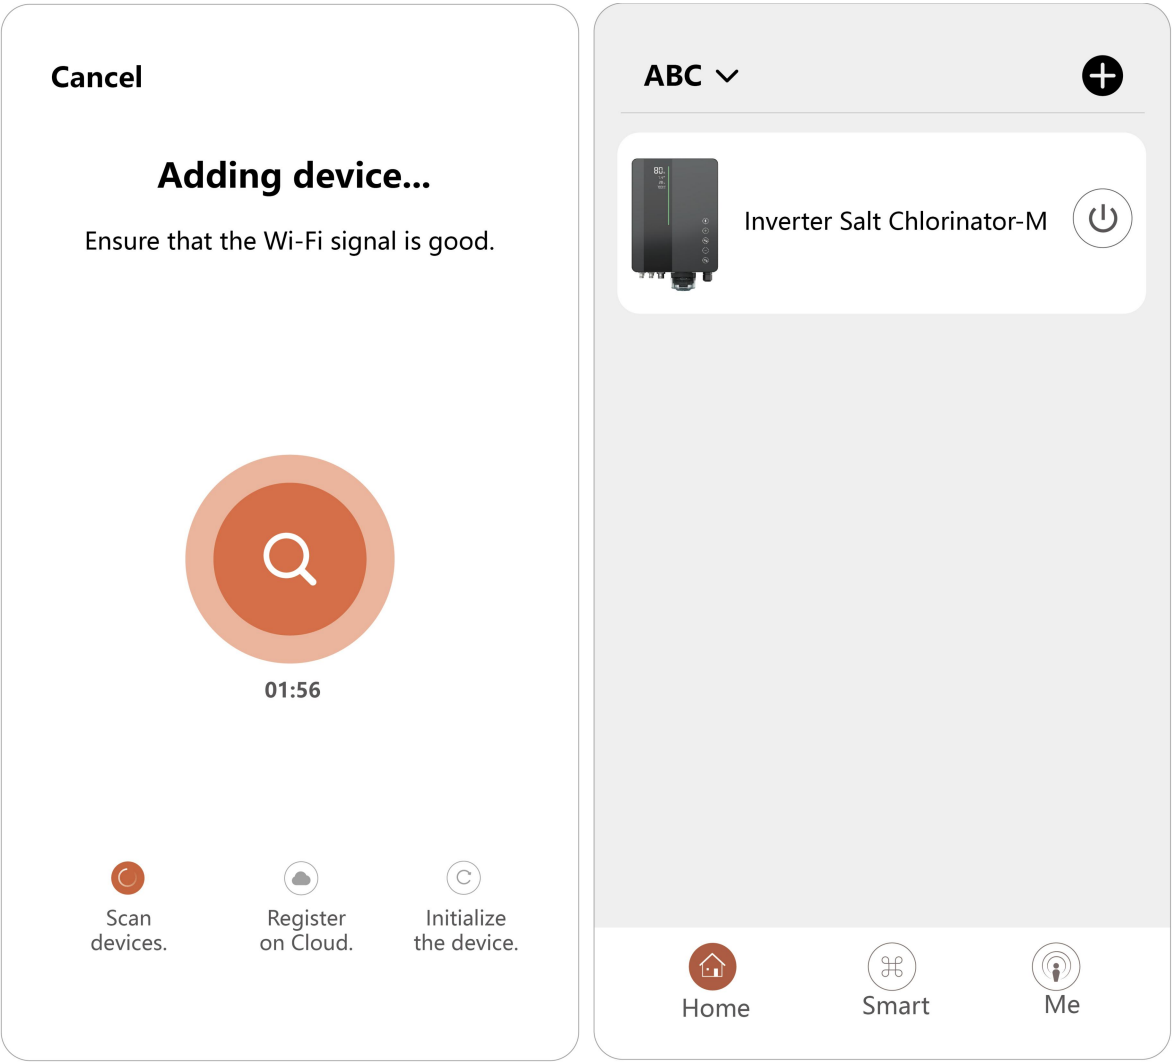 Cancel
Adding device...
Ensure that the Wi-Fi signal is good.
01:56
Scan
devices.
Register
on Cloud.
Initialize
the device.
ABC
80
Inverter Salt Chlorinator-M
Home
Smart
Me